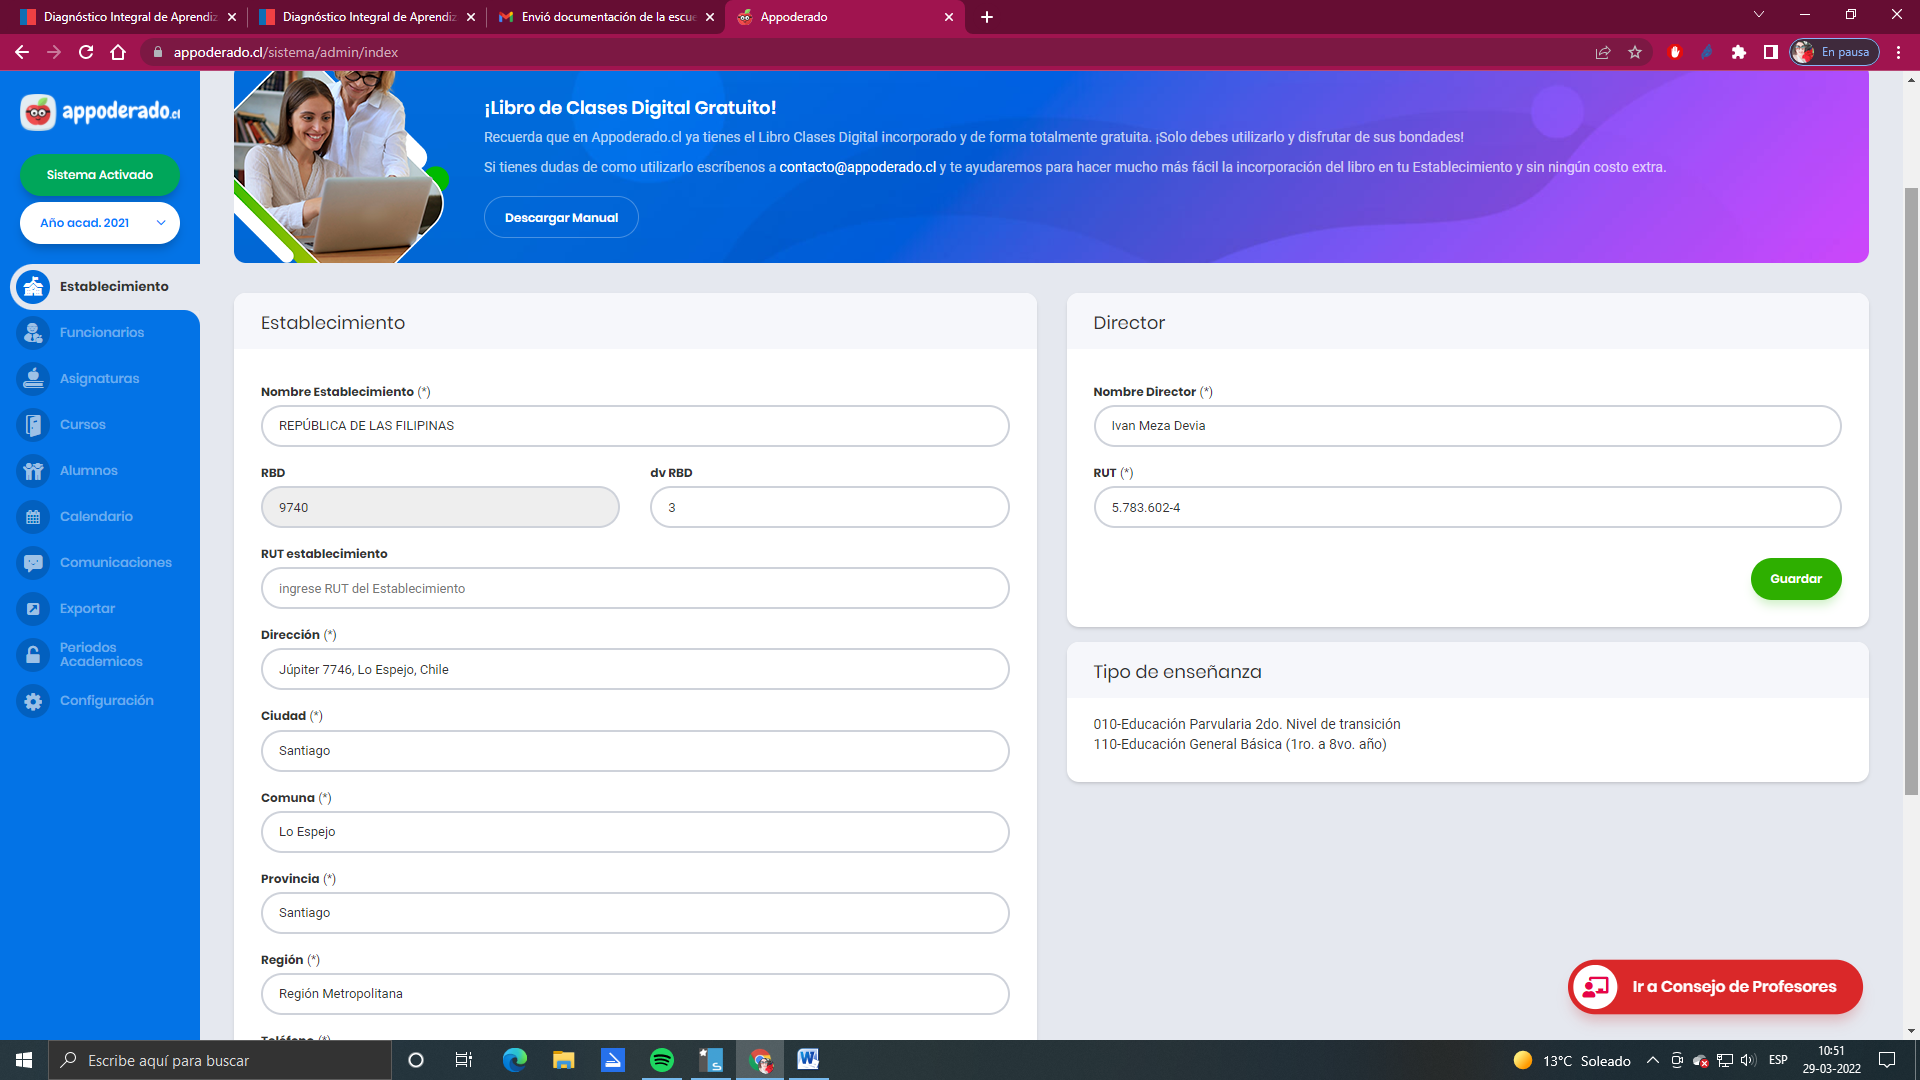 Diagnóstico Integral de Aprendiz
Diagnóstico Integral de Aprendiz
Envió documentación de la escue
Appoderado
appoderado.cl/sistema/admin/index
En pausa
appoderado.cl
Sistema Activado
Año acad. 2021
Establecimiento
Funcionarios
Asignaturas
Cursos
Alumnos
Calendario
Comunicaciones
Exportar
Periodos
Academicos
Configuración
¡Libro de Clases Digital Gratuito!
Recuerda que en Appoderado.cl ya tienes el Libro Clases Digital incorporado y de forma totalmente gratuita. ¡Solo debes utilizarlo y disfrutar de sus bondades!
Si tienes dudas de como utilizarlo escríbenos a contacto@appoderado.cl y te ayudaremos para hacer mucho más fácil la incorporación del libro en tu Establecimiento y sin ningún costo extra.
Descargar Manual
Establecimiento
Nombre Establecimiento (*)
REPÚBLICA DE LAS FILIPINAS
RBD
dv RBD
9740
3
RUT establecimiento
ingrese RUT del Establecimiento
Dirección (*)
Júpiter 7746, Lo Espejo, Chile
Ciudad (*)
Santiago
Comuna (*)
Lo Espejo
Provincia (*)
Santiago
Región (*)
Región Metropolitana
Teléfono (*)
Director
Nombre Director (*)
Ivan Meza Devia
RUT (*)
5.783.602-4
Guardar
Tipo de enseñanza
010-Educación Parvularia 2do. Nivel de transición
110-Educación General Básica (1ro. a 8vo. año)
Ir a Consejo de Profesores
Escribe aquí para buscar
13°C Soleado
ESP
10:51
29-03-2022